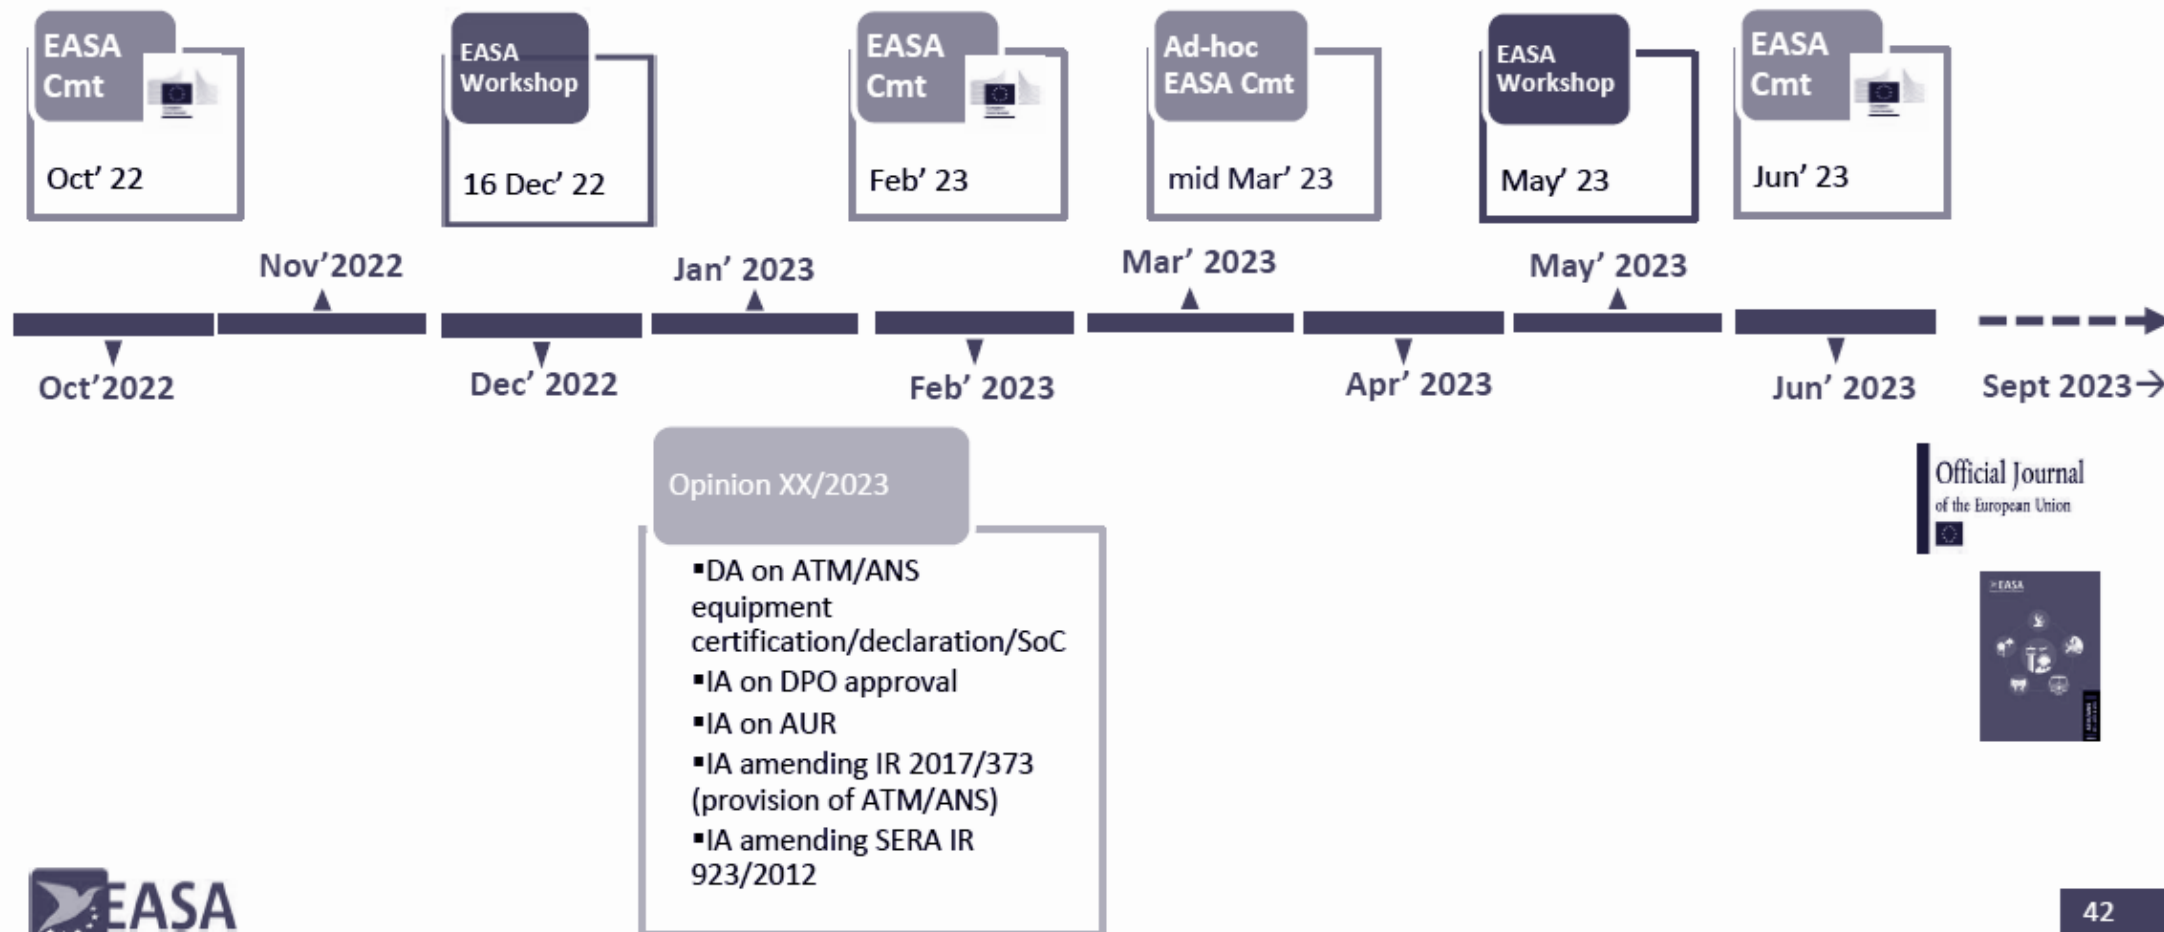 EASA
Cmt
Oct' 22
EASA
Workshop
16 Dec' 22
EASA
Cmt
Feb' 23
Ad-hoc
EASA Cmt
mid Mar' 23
EASA
Workshop
May' 23
EASA
Cmt
Jun' 23
Nov'2022
Jan' 2023
Mar' 2023
May' 2023
Oct'2022
Dec' 2022
Feb' 2023
Apr' 2023
Jun' 2023
Sept 2023→
Opinion XX/2023
▪DA on ATM/ANS
equipment
certification/declaration/SoC
▪IA on DPO approval
▪IA on AUR
▪IA amending IR 2017/373
(provision of ATM/ANS)
▪IA amending SERA IR
923/2012
Official Journal
of the European Union
EASA
EASA
42